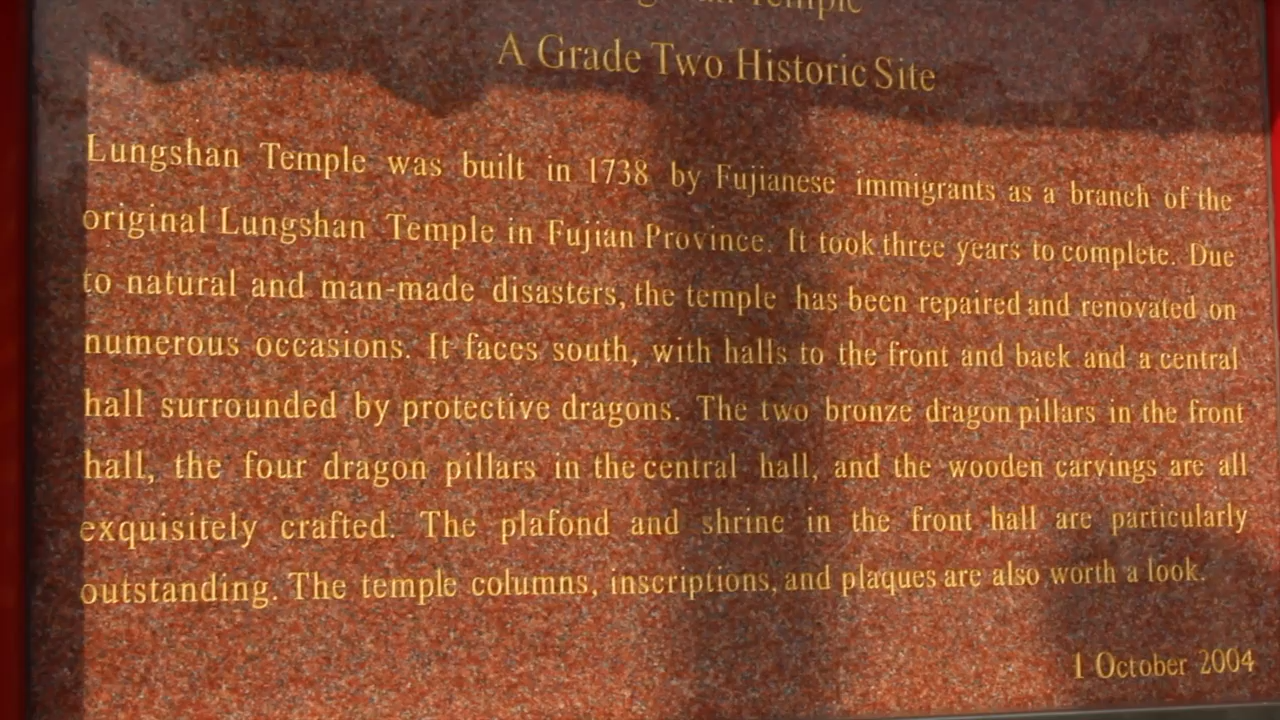 Temple
A Grade Two Historic Site
Lungshan Temple was built in 1738 by Fujianese immigrants as a branch of the
original Lungshan Temple in Fujian Province. It took three years to complete. Due
to natural and man-made disasters, the temple has been repaired and renovated on
numerous occasions. It faces south, with halls to the front and back and a central
hall surrounded by protective dragons. The two bronze dragon pillars in the front
hall, the four dragon pillars in the central hall, and the wooden carvings are all
exquisitely crafted. The plafond and shrine in the front hall are particularly
outstanding. The temple columns, inscriptions, and plaques are also worth a look.
1 October 2004